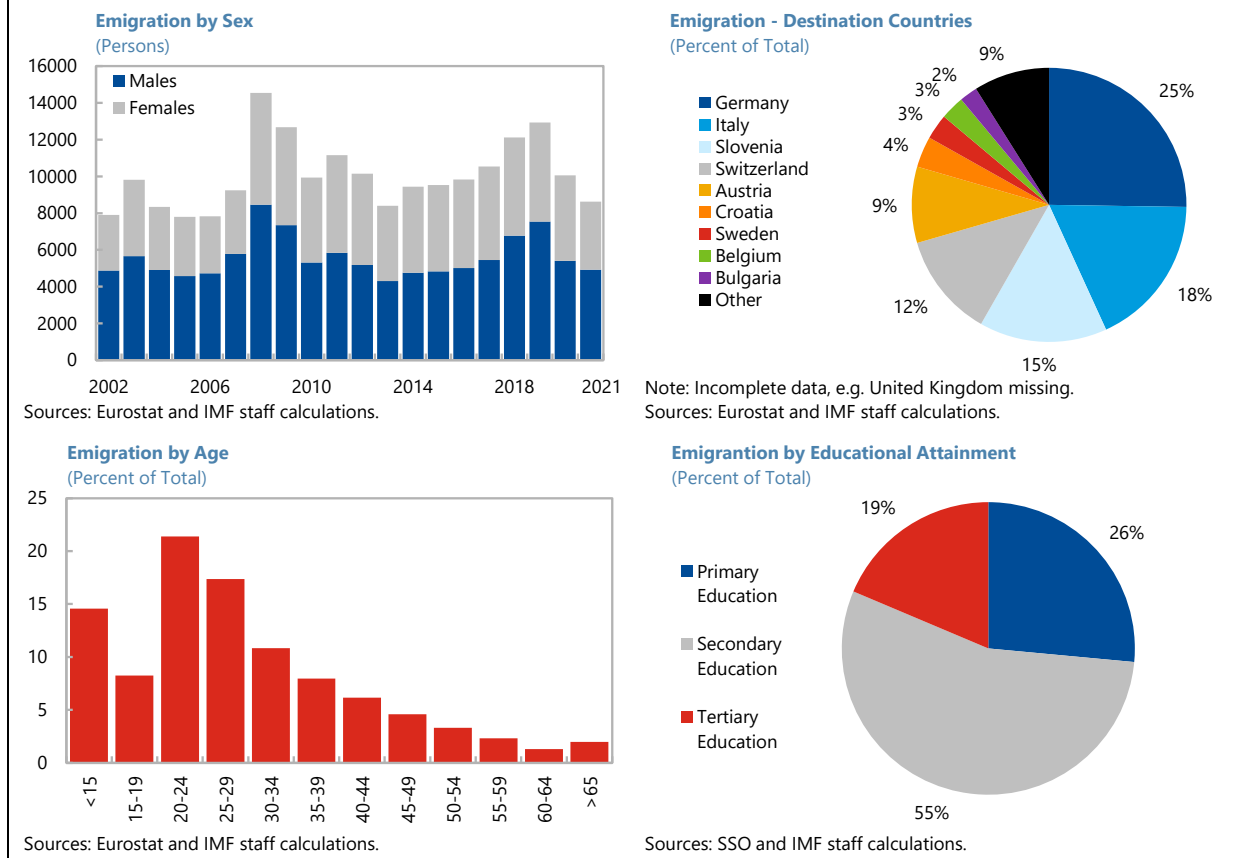 Emigration by Sex
(Persons)
16000
14000
12000
10000
8000
6000
4000
2000
0
Males
Females
2002 2006 2010 2014 2018 2021
Sources: Eurostat and IMF staff calculations.
Emigration - Destination Countries
(Percent of Total)
Germany
Italy
Slovenia
Switzerland
Austria
Croatia
Sweden
Belgium
Bulgaria
Other
25%
18%
15%
12%
9%
4%
3%
3%
2%
9%
Note: Incomplete data, e.g. United Kingdom missing.
Sources: Eurostat and IMF staff calculations.
Emigration by Age
(Percent of Total)
25
20
15
10
5
0
<15
15-19
20-24
25-29
30-34
35-39
40-44
45-49
50-54
55-59
60-64
>65
Sources: Eurostat and IMF staff calculations.
Emigrantion by Educational Attainment
(Percent of Total)
Primary
Education
Secondary
Education
Tertiary
Education
26%
55%
19%
Sources: SSO and IMF staff calculations.